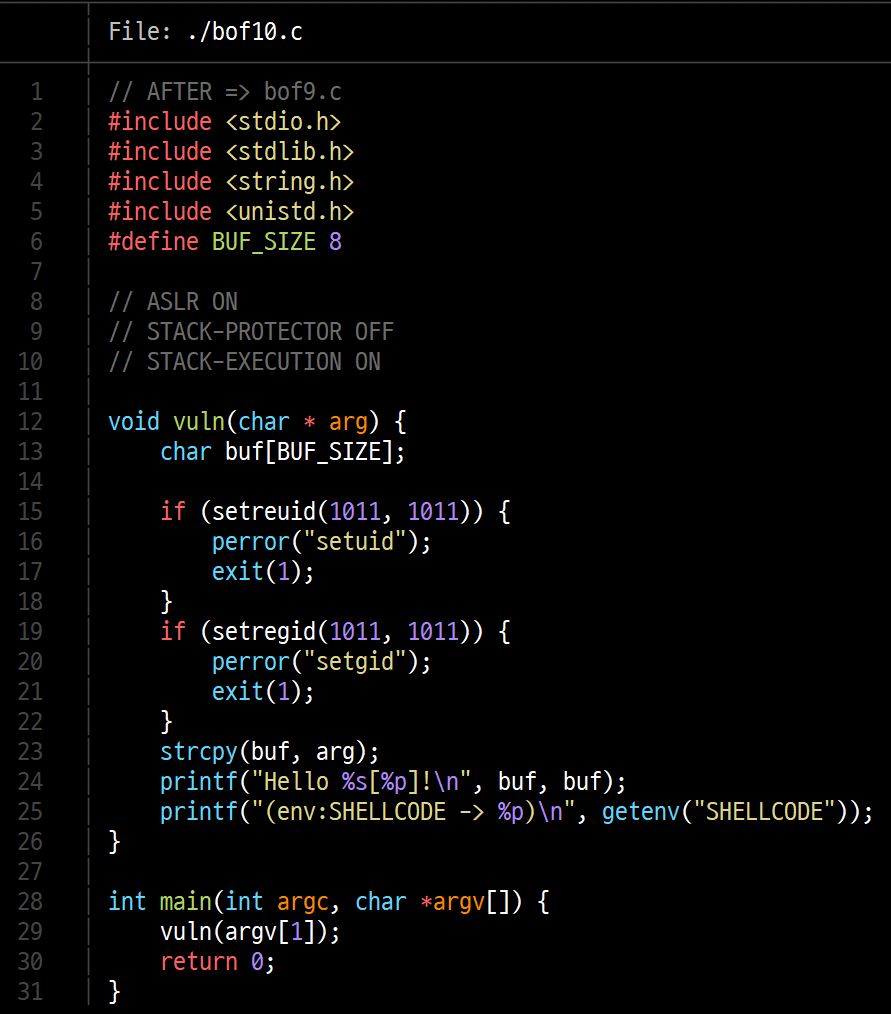 File: ./bof10.c
1 // AFTER => bof9.c
2 #include <stdio.h>
3 #include <stdlib.h>
4 #include <string.h>
5 #include <unistd.h>
6 #define BUF_SIZE 8
7
8 // ASLR ON
9 // STACK-PROTECTOR OFF
10 // STACK-EXECUTION ON
11
12 void vuln(char * arg) {
13     char buf[BUF_SIZE];
14
15     if (setreuid(1011, 1011)) {
16         perror("setuid");
17         exit(1);
18     }
19     if (setregid(1011, 1011)) {
20         perror("setgid");
21         exit(1);
22     }
23     strcpy(buf, arg);
24     printf("Hello %s[%p]!\n", buf, buf);
25     printf("(env:SHELLCODE -> %p)\n", getenv("SHELLCODE"));
26 }
27
28 int main(int argc, char *argv[]) {
29     vuln(argv[1]);
30     return 0;
31 }